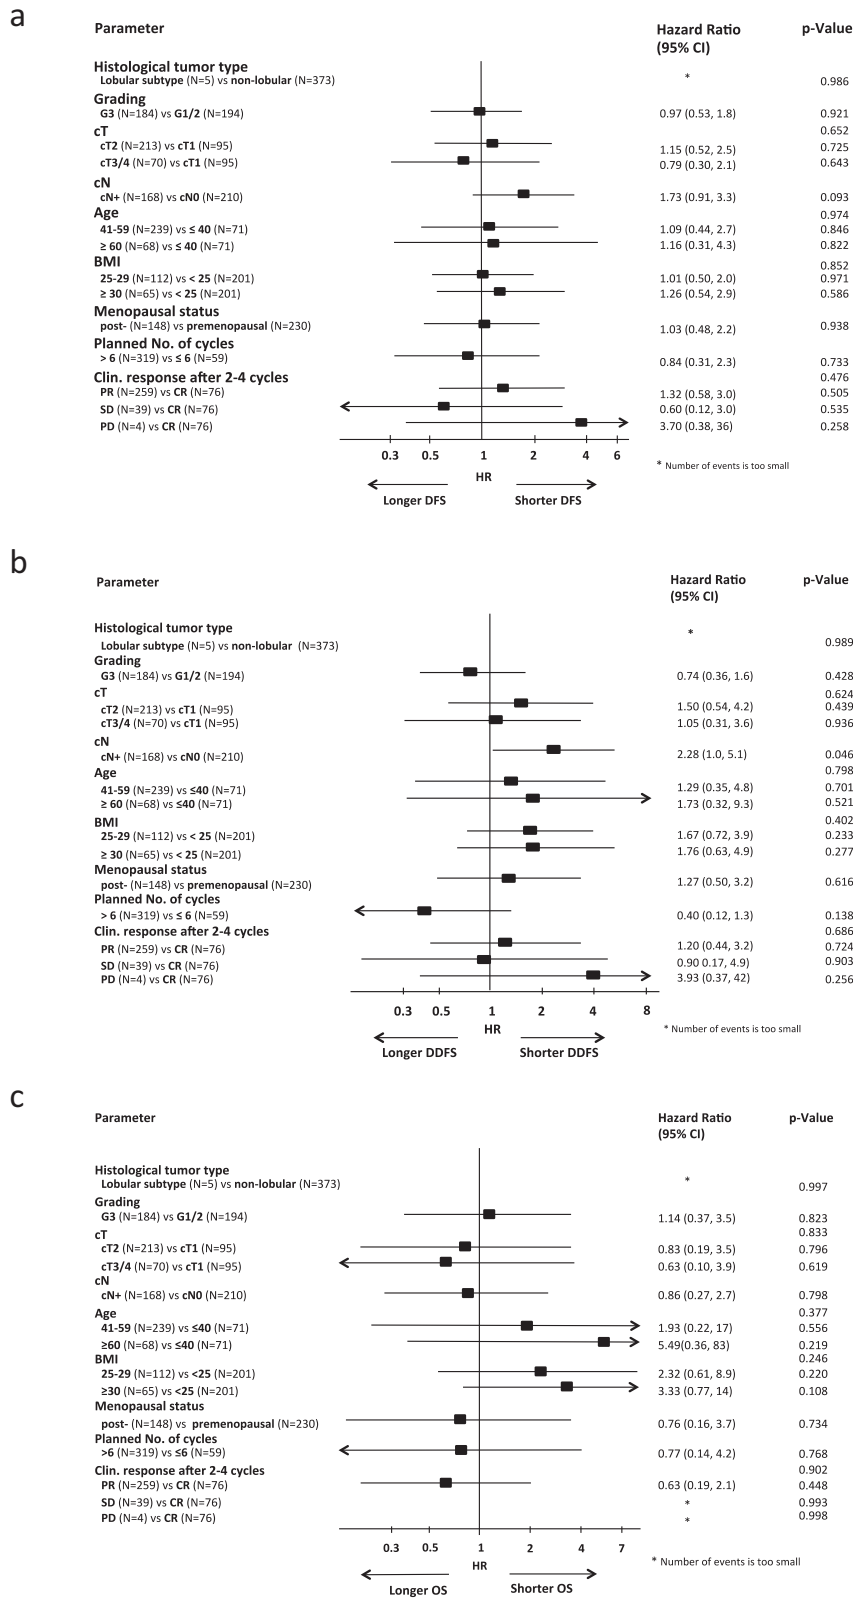 a
Parameter Hazard Ratio p-Value
(95% CI)
Histological tumor type
Lobular subtype (N=5) vs non-lobular (N=373) * 0.986
Grading
G3 (N=184) vs G1/2 (N=194) 0.97 (0.53, 1.8) 0.921
cT 0.652
cT2 (N=213) vs cT1 (N=95) 1.15 (0.52, 2.5) 0.725
cT3/4 (N=70) vs cT1 (N=95) 0.79 (0.30, 2.1) 0.643
cN
cN+ (N=168) vs cN0 (N=210) 1.73 (0.91, 3.3) 0.093
Age 0.974
41-59 (N=239) vs ≤ 40 (N=71) 1.09 (0.44, 2.7) 0.846
≥ 60 (N=68) vs ≤ 40 (N=71) 1.16 (0.31, 4.3) 0.822
BMI 0.852
25-29 (N=112) vs < 25 (N=201) 1.01 (0.50, 2.0) 0.971
≥ 30 (N=65) vs < 25 (N=201) 1.26 (0.54, 2.9) 0.586
Menopausal status
post- (N=148) vs premenopausal (N=230) 1.03 (0.48, 2.2) 0.938
Planned No. of cycles
> 6 (N=319) vs ≤ 6 (N=59) 0.84 (0.31, 2.3) 0.733
Clin. response after 2-4 cycles 0.476
PR (N=259) vs CR (N=76) 1.32 (0.58, 3.0) 0.505
SD (N=39) vs CR (N=76) 0.60 (0.12, 3.0) 0.535
PD (N=4) vs CR (N=76) 3.70 (0.38, 36) 0.258
0.3 0.5 1 2 4 6
* Number of events is too small
HR
Longer DFS Shorter DFS
b
Parameter Hazard Ratio p-Value
(95% CI)
Histological tumor type *
Lobular subtype (N=5) vs non-lobular (N=373) 0.989
Grading
G3 (N=184) vs G1/2 (N=194) 0.74 (0.36, 1.6) 0.428
cT 0.624
cT2 (N=213) vs cT1 (N=95) 1.50 (0.54, 4.2) 0.439
cT3/4 (N=70) vs cT1 (N=95) 1.05 (0.31, 3.6) 0.936
cN
cN+ (N=168) vs cN0 (N=210) 2.28 (1.0, 5.1) 0.046
Age 0.798
41-59 (N=239) vs ≤40 (N=71) 1.29 (0.35, 4.8) 0.701
≥ 60 (N=68) vs ≤40 (N=71) 1.73 (0.32, 9.3) 0.521
BMI 0.402
25-29 (N=112) vs < 25 (N=201) 1.67 (0.72, 3.9) 0.233
≥ 30 (N=65) vs < 25 (N=201) 1.76 (0.63, 4.9) 0.277
Menopausal status
post- (N=148) vs premenopausal (N=230) 1.27 (0.50, 3.2) 0.616
Planned No. of cycles
> 6 (N=319) vs ≤ 6 (N=59) 0.40 (0.12, 1.3) 0.138
Clin. response after 2-4 cycles 0.686
PR (N=259) vs CR (N=76) 1.20 (0.44, 3.2) 0.724
SD (N=39) vs CR (N=76) 0.90 0.17, 4.9) 0.903
PD (N=4) vs CR (N=76) 3.93 (0.37, 42) 0.256
0.3 0.5 1 2 4 8
HR
* Number of events is too small
Longer DDFS Shorter DDFS
c
Parameter Hazard Ratio p-Value
(95% CI)
Histological tumor type
Lobular subtype (N=5) vs non-lobular (N=373) * 0.997
Grading
G3 (N=184) vs G1/2 (N=194) 1.14 (0.37, 3.5) 0.823
cT 0.833
cT2 (N=213) vs cT1 (N=95) 0.83 (0.19, 3.5) 0.796
cT3/4 (N=70) vs cT1 (N=95) 0.63 (0.10, 3.9) 0.619
cN
cN+ (N=168) vs cN0 (N=210) 0.86 (0.27, 2.7) 0.798
Age 0.377
41-59 (N=239) vs ≤40 (N=71) 1.93 (0.22, 17) 0.556
≥60 (N=68) vs ≤40 (N=71) 5.49(0.36, 83) 0.219
BMI 0.246
25-29 (N=112) vs <25 (N=201) 2.32 (0.61, 8.9) 0.220
≥30 (N=65) vs <25 (N=201) 3.33 (0.77, 14) 0.108
Menopausal status
post- (N=148) vs premenopausal (N=230) 0.76 (0.16, 3.7) 0.734
Planned No. of cycles
>6 (N=319) vs ≤6 (N=59) 0.77 (0.14, 4.2) 0.768
Clin. response after 2-4 cycles 0.902
PR (N=259) vs CR (N=76) 0.63 (0.19, 2.1) 0.448
SD (N=39) vs CR (N=76) * 0.993
PD (N=4) vs CR (N=76) * 0.998
0.3 0.5 1 2 4 7
HR
* Number of events is too small
Longer OS Shorter OS